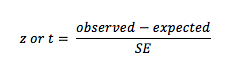 z or t = observed − expected / SE